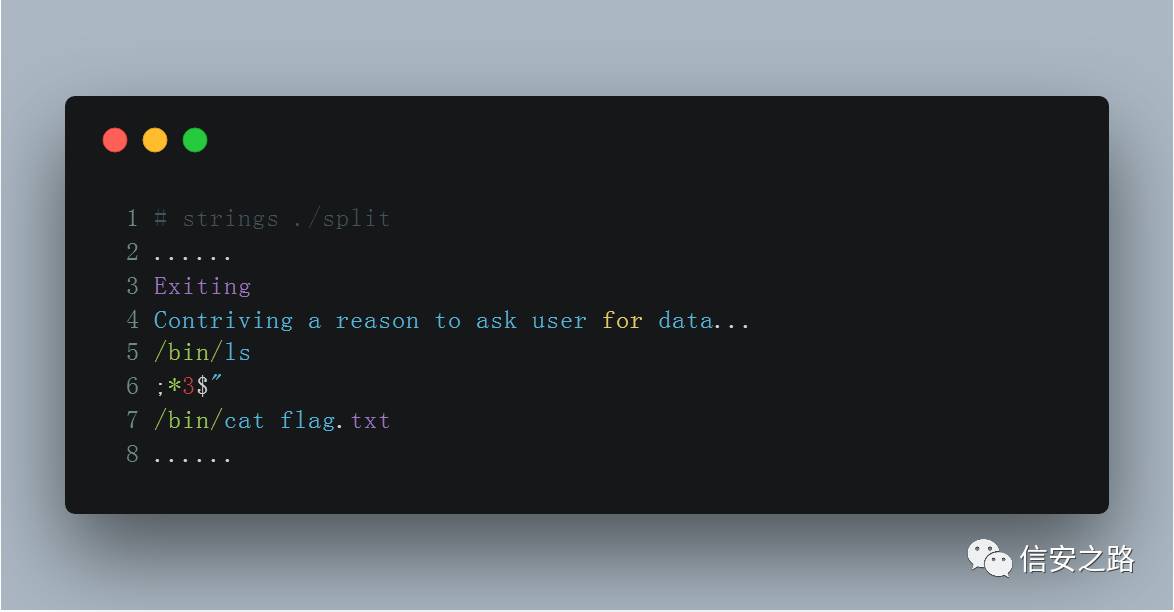 1 # strings ./split
2 ......
3 Exiting
4 Contriving a reason to ask user for data...
5 /bin/ls
6 ;*3$"
7 /bin/cat flag.txt
8 ......
信安之路